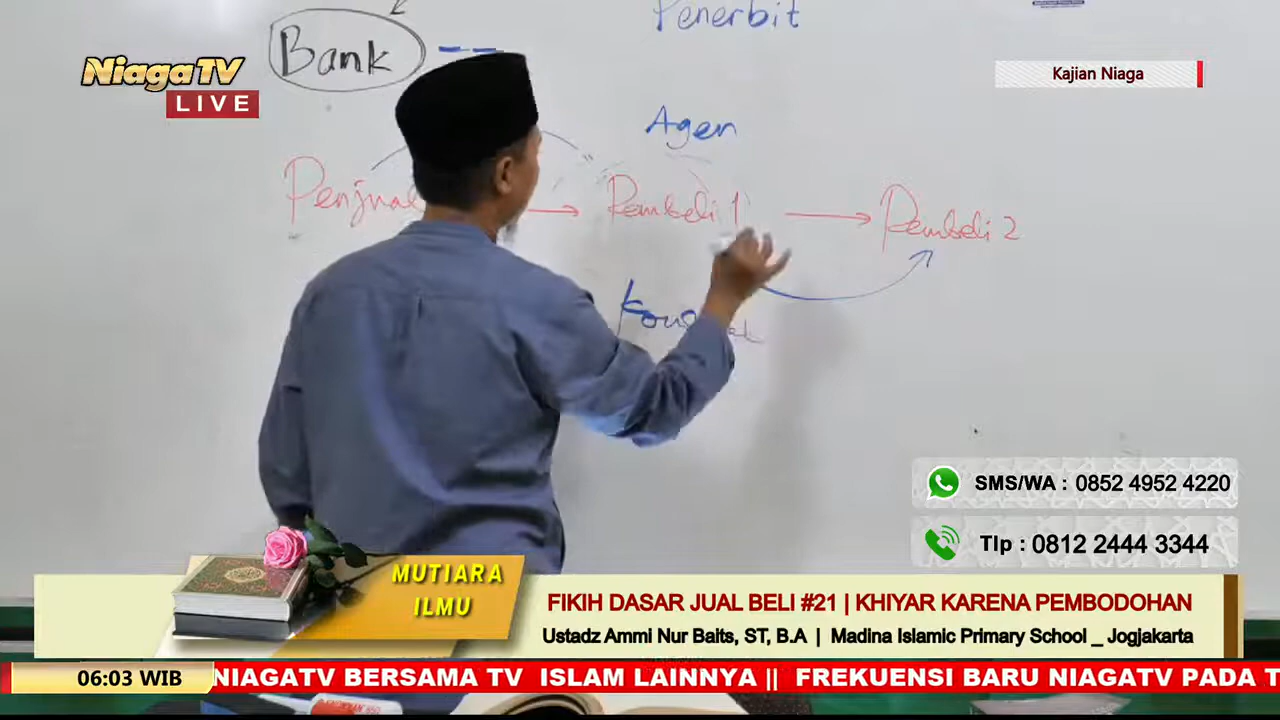 Penerbit
Bank
NiagaTV
LIVE
Kajian Niaga
Agen
Penjual
Pembeli 1
Pembeli 2
SMS/WA : 0852 4952 4220
Tlp : 0812 2444 3344
MUTIARA
ILMU
FIKIH DASAR JUAL BELI #21 | KHIYAR KARENA PEMBODOHAN
Ustadz Ammi Nur Baits, ST, B.A | Madina Islamic Primary School _ Jogjakarta
06:03 WIB
NIAGATV BERSAMA TV ISLAM LAINNYA || FREKUENSI BARU NIAGATV PADA T